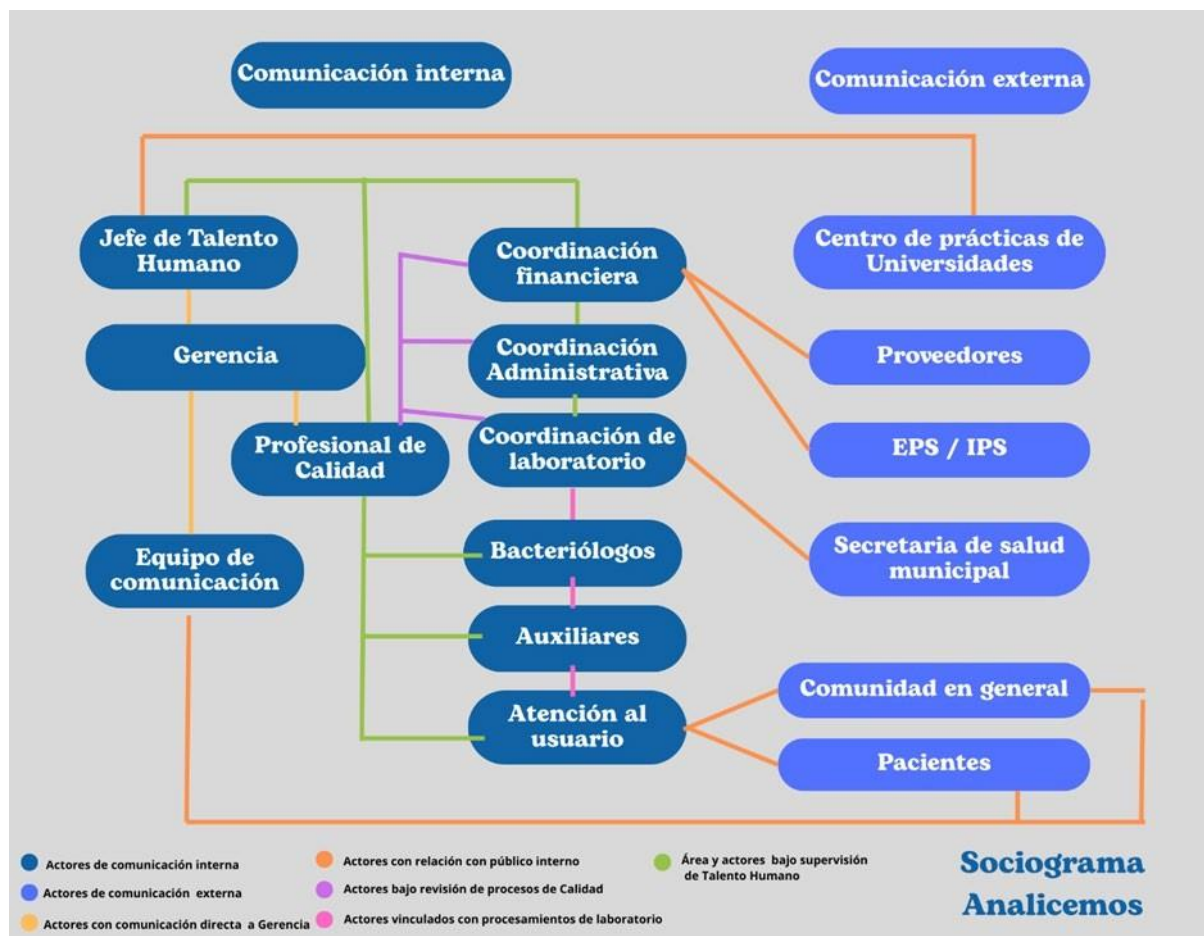 Comunicación interna
Comunicación externa
Jefe de Talento
Humano
Coordinación
financiera
Centro de prácticas de
Universidades
Gerencia
Coordinación
Administrativa
Proveedores
Profesional de
Calidad
Coordinación de
laboratorio
EPS / IPS
Equipo de
comunicación
Bacteriólogos
Secretaria de salud
municipal
Auxiliares
Comunidad en general
Atención al
usuario
Pacientes
Actores de comunicación interna
Actores de comunicación externa
Actores con comunicación directa a Gerencia
Actores con relación con público interno
Actores bajo revisión de procesos de Calidad
Actores vinculados con procesamientos de laboratorio
Área y actores bajo supervisión
de Talento Humano
Sociograma
Analicemos